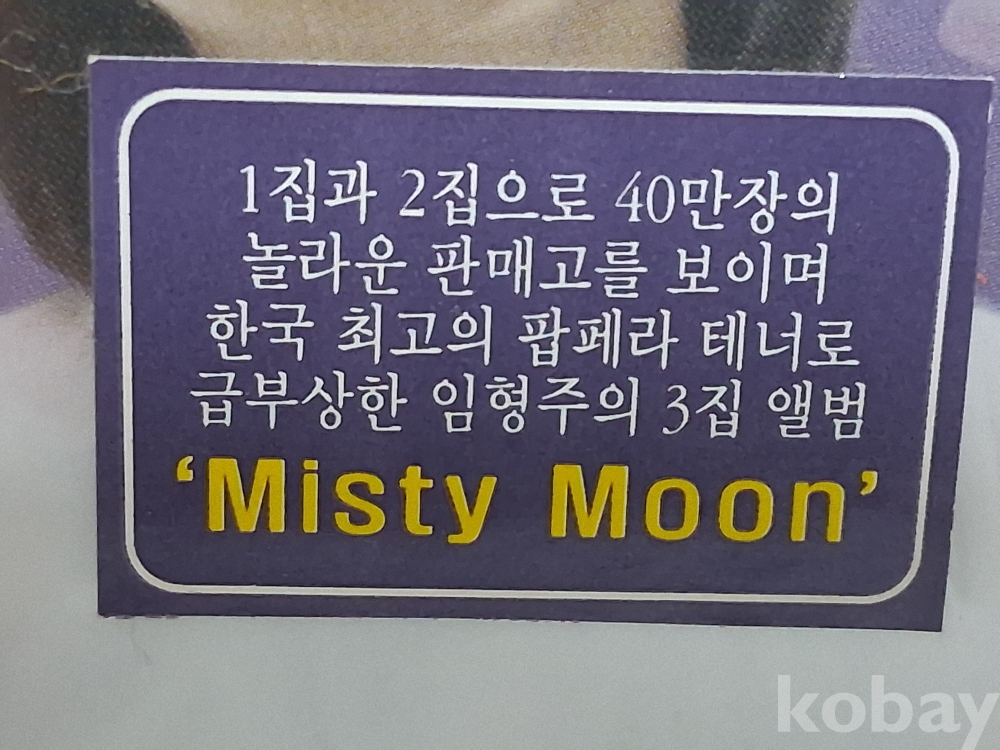 1집과 2집으로 40만장의
놀라운 판매고를 보이며
한국 최고의 팝페라 테너로
급부상한 임형주의 3집 앨범
‘Misty Moon’
kobay